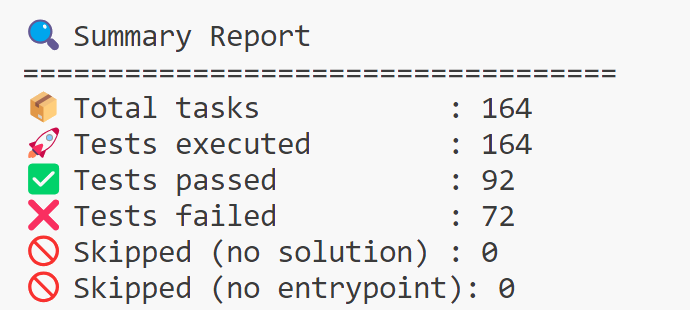 🔍 Summary Report
===================================
📦 Total tasks           : 164
🚀 Tests executed        : 164
✅ Tests passed          : 92
❌ Tests failed          : 72
🚫 Skipped (no solution) : 0
🚫 Skipped (no entrypoint): 0